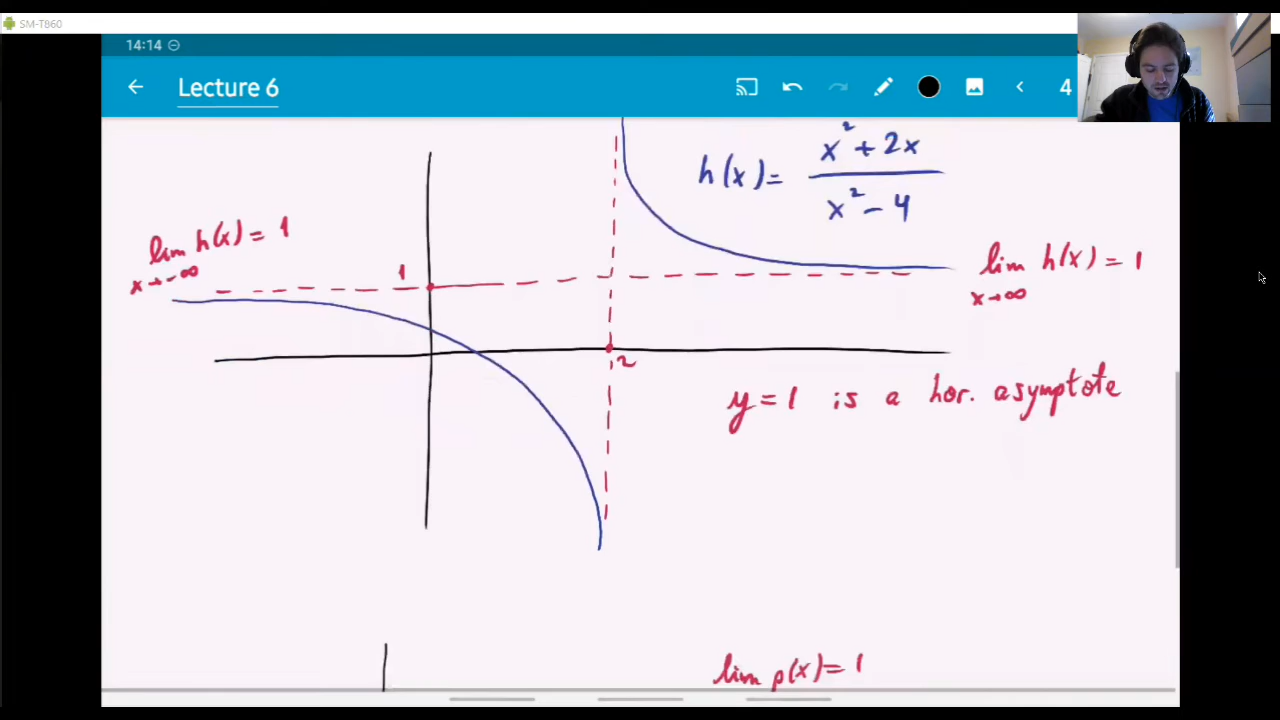 SM-T860
14:14
Lecture 6
4
h(x) = x² + 2x / x² - 4
lim h(x) = 1
x→-∞
1
lim h(x) = 1
x→∞
2
y = 1 is a hor. asymptote
lim p(x) = 1